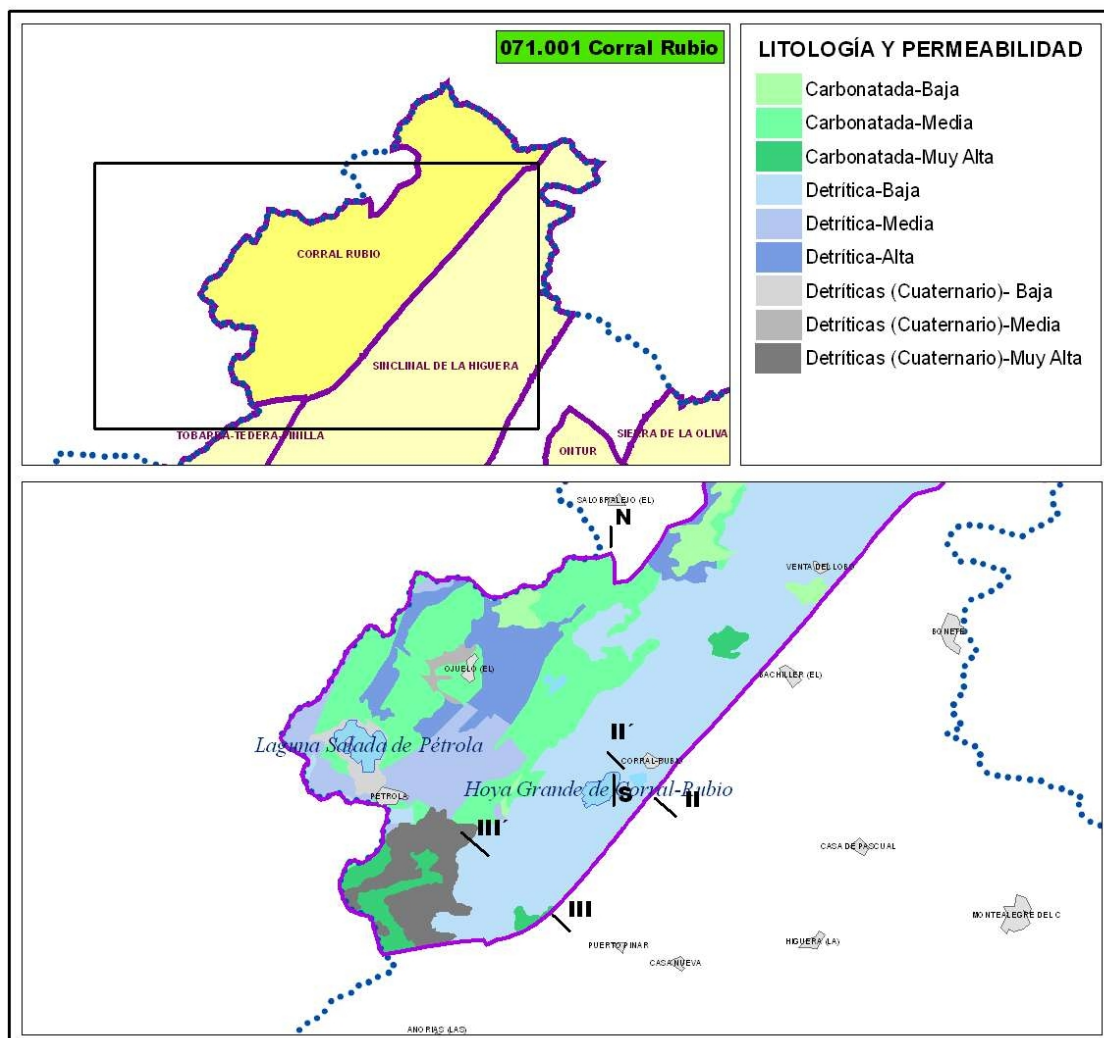 071.001 Corral Rubio
CORRAL RUBIO
SINCLINAL DE LA HIGUERA
TOBARRA-TEDERA-PINILLA
ONTUR
SIERRA DE LA OLIVA
LITOLOGÍA Y PERMEABILIDAD
Carbonatada-Baja
Carbonatada-Media
Carbonatada-Muy Alta
Detrítica-Baja
Detrítica-Media
Detrítica-Alta
Detríticas (Cuaternario)- Baja
Detríticas (Cuaternario)-Media
Detríticas (Cuaternario)-Muy Alta
SALOBRALEJO (EL)
N
VENTA DEL LOBO
BONETE
OJUELO (EL)
BACHILLER (EL)
II´
Laguna Salada de Pétrola
CORRAL-RUBIO
Hoya Grande de Corral-Rubio
S
PETROLA
II
III´
CASA DE PASCUAL
III
MONTEALEGRE DEL C
PUERTO PINAR
HIGUERA (LA)
CASA NUEVA
ANORIAS (LAS)